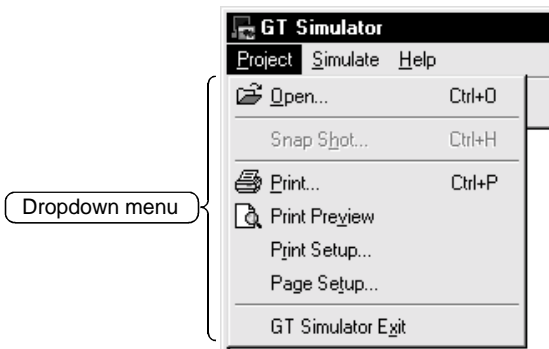 GT Simulator
Project Simulate Help
Open... Ctrl+O
Snap Shot... Ctrl+H
Print... Ctrl+P
Dropdown menu
Print Preview
Print Setup...
Page Setup...
GT Simulator Exit